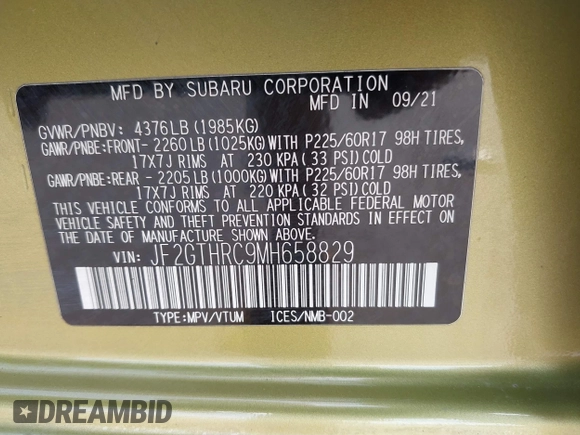 MFD BY SUBARU CORPORATION
MFD IN 09/21
GVWR/PNBV: 4376LB (1985KG)
GAWR/PNBE:FRONT- 2260 LB (1025KG) WITH P225/60R17 98H TIRES,
17X7J RIMS AT 230 KPA (33 PSI) COLD
GAWR/PNBE:REAR - 2205 LB (1000KG) WITH P225/60R17 98H TIRES,
17X7J RIMS AT 220 KPA (32 PSI) COLD
THIS VEHICLE CONFORMS TO ALL APPLICABLE FEDERAL MOTOR
VEHICLE SAFETY AND THEFT PREVENTION STANDARDS IN EFFECT ON
THE DATE OF MANUFACTURE SHOWN ABOVE.
VIN: JF2GTHRC9MH658829
TYPE:MPV/VTUM ICES/NMB-002
DREAMBID